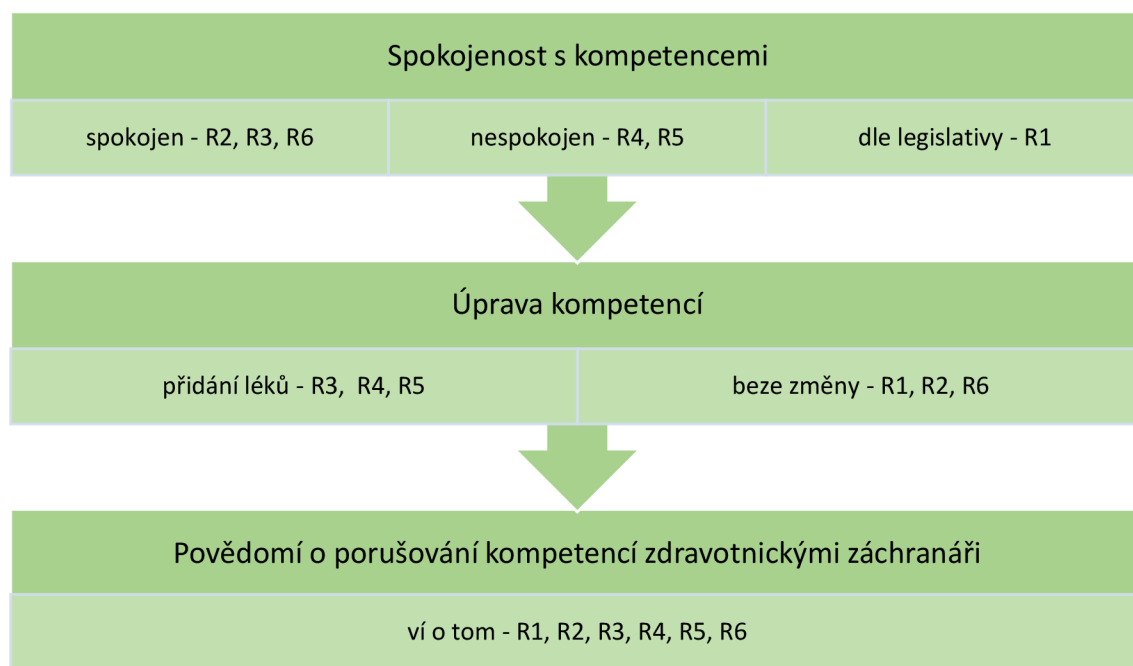 Spokojenost s kompetencemi
spokojen - R2, R3, R6
nespokojen - R4, R5
dle legislativy - R1
Úprava kompetencí
přidání léků - R3,  R4, R5
beze změny - R1, R2, R6
Povědomí o porušování kompetencí zdravotnickými záchranáři
ví o tom - R1, R2, R3, R4, R5, R6